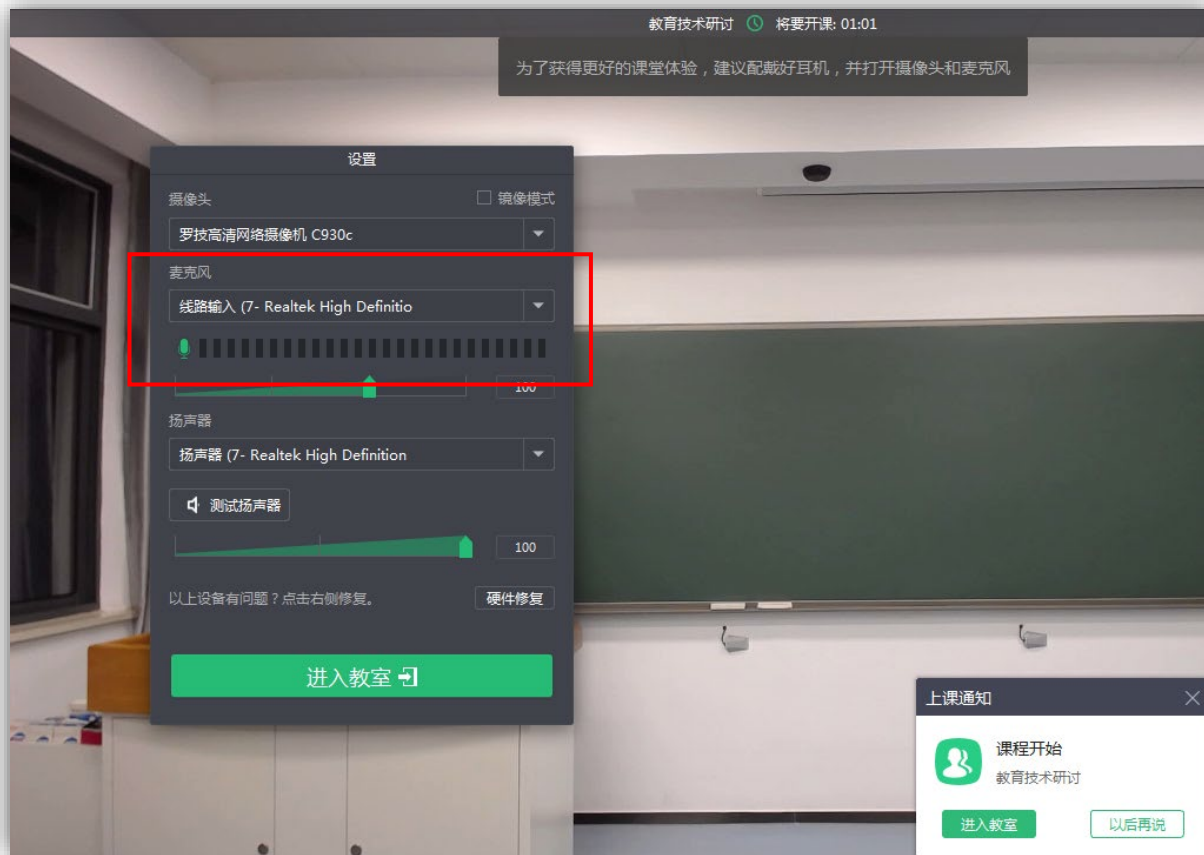 教育技术研讨 将要开课: 01:01
为了获得更好的课堂体验，建议配戴好耳机，并打开摄像头和麦克风
设置
摄像头 镜像模式
罗技高清网络摄像机 C930c
麦克风
线路输入 (7- Realtek High Definitio
100
扬声器
扬声器 (7- Realtek High Definition
测试扬声器
100
以上设备有问题？点击右侧修复。 硬件修复
进入教室
上课通知
课程开始
教育技术研讨
进入教室 以后再说